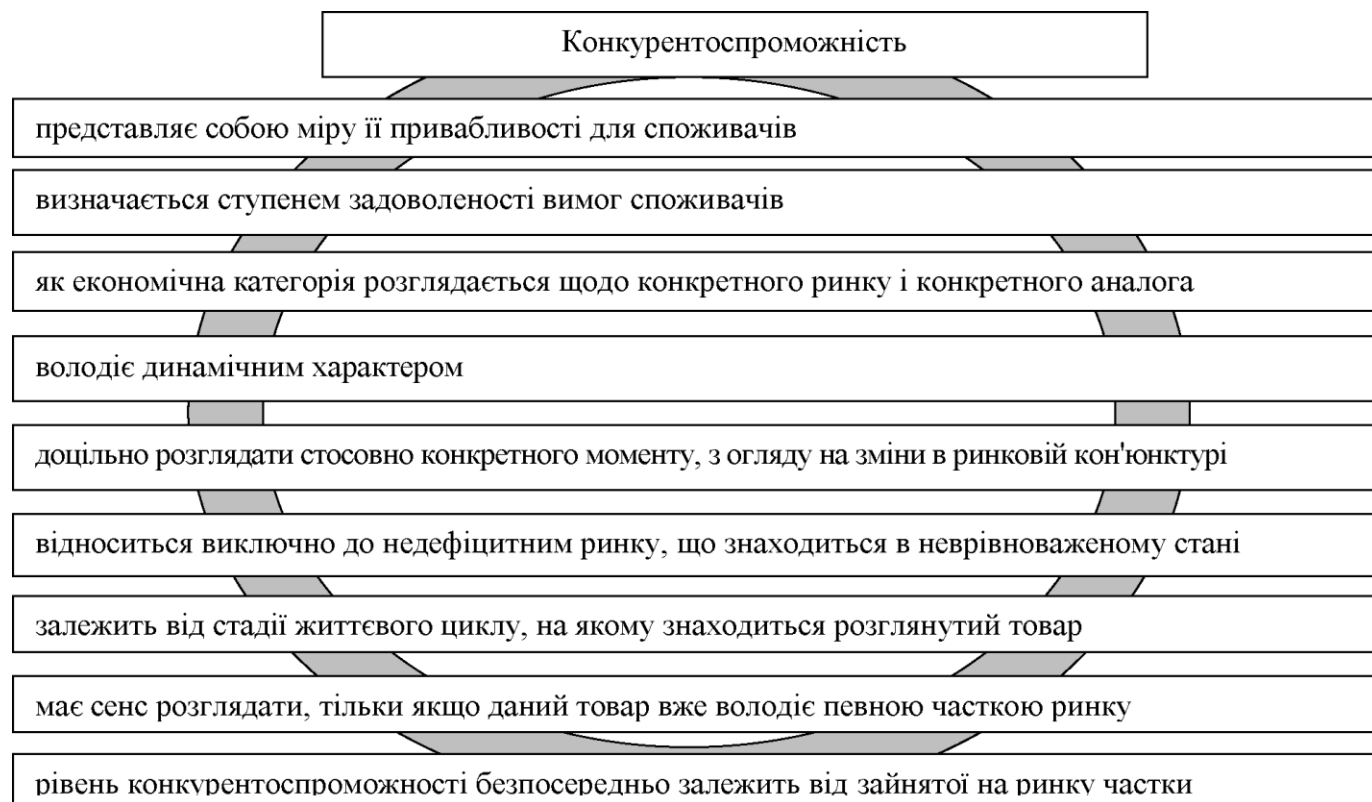 Конкурентоспроможність
представляє собою міру її привабливості для споживачів
визначається ступенем задоволеності вимог споживачів
як економічна категорія розглядається щодо конкретного ринку і конкретного аналога
володіє динамічним характером
доцільно розглядати стосовно конкретного моменту, з огляду на зміни в ринковій кон'юнктурі
відноситься виключно до недефіцитним ринку, що знаходиться в неврівноваженому стані
залежить від стадії життєвого циклу, на якому знаходиться розглянутий товар
має сенс розглядати, тільки якщо даний товар вже володіє певною часткою ринку
рівень конкурентоспроможності безпосередньо залежить від зайнятої на ринку частки